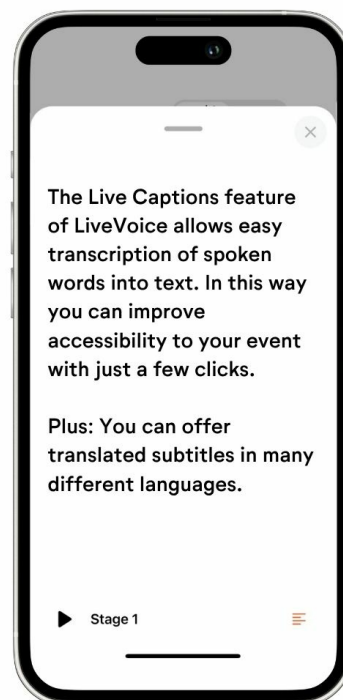 The Live Captions feature
of LiveVoice allows easy
transcription of spoken
words into text. In this way
you can improve
accessibility to your event
with just a few clicks.
Plus: You can offer
translated subtitles in many
different languages.
Stage 1